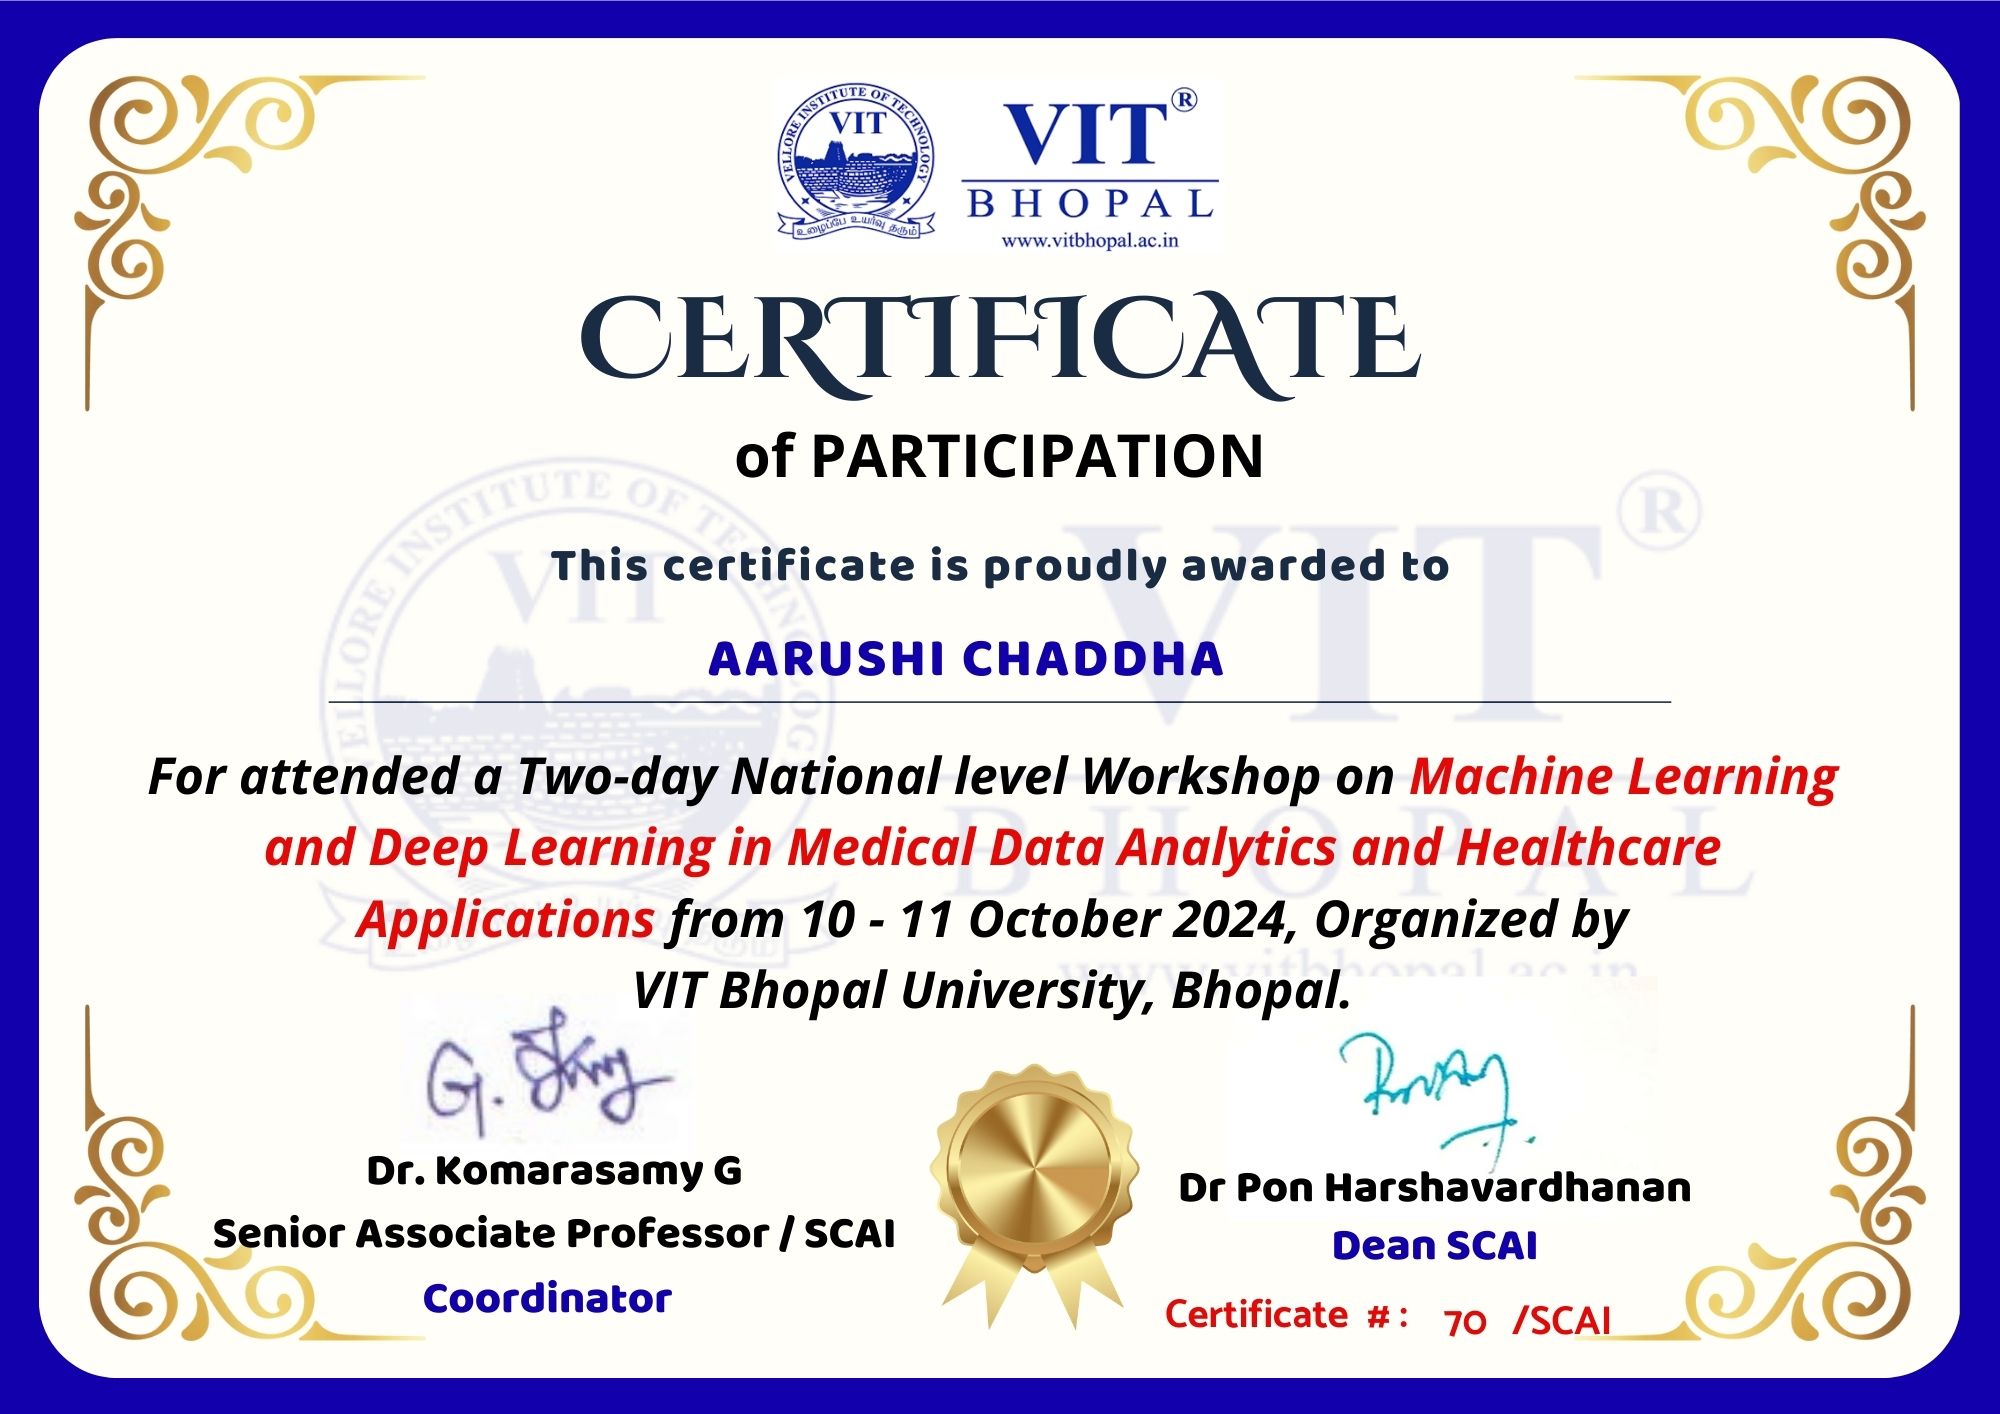 VELLORE INSTITUTE OF TECHNOLOGY
VIT
உழைப்பே உயர்வு தரும்
VIT®
BHOPAL
www.vitbhopal.ac.in
CERTIFICATE
of PARTICIPATION
This certificate is proudly awarded to
AARUSHI CHADDHA
For attended a Two-day National level Workshop on Machine Learning
and Deep Learning in Medical Data Analytics and Healthcare
Applications from 10 - 11 October 2024, Organized by
VIT Bhopal University, Bhopal.
Dr. Komarasamy G
Senior Associate Professor / SCAI
Coordinator
Dr Pon Harshavardhanan
Dean SCAI
Certificate # : 70 /SCAI